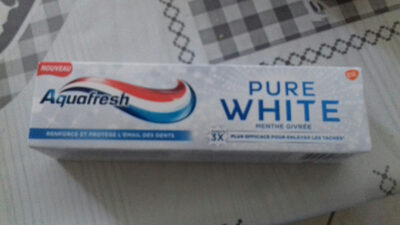 NOUVEAU
Aquafresh
RENFORCE ET PROTÈGE L'ÉMAIL DES DENTS
PURE
WHITE
MENTHE GIVRÉE
3X PLUS EFFICACE POUR ENLEVER LES TACHES*
gsk